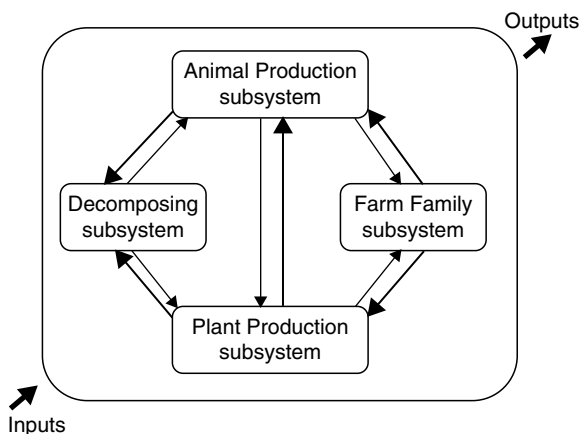 Outputs
Animal Production
subsystem
Decomposing
subsystem
Farm Family
subsystem
Plant Production
subsystem
Inputs